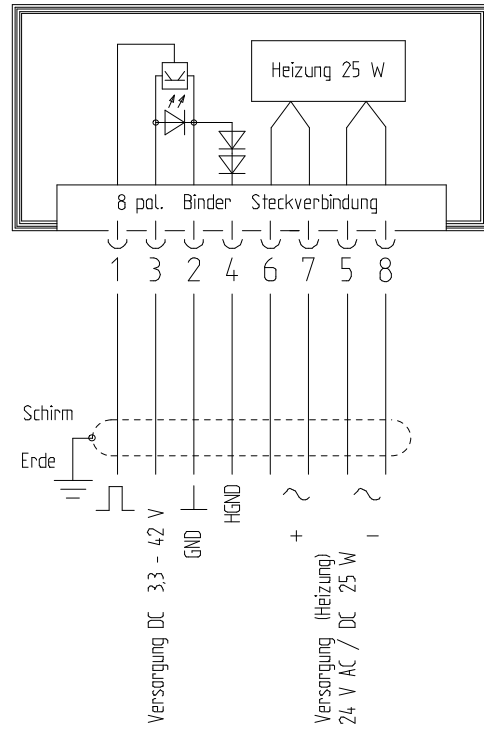 Heizung 25 W
8 pol. Binder Steckverbindung
1 3 2 4 6 7 5 8
Schirm
Erde
Versorgung DC 3,3 - 42 V
GND
HGND
+ -
Versorgung (Heizung)
24 V AC / DC 25 W